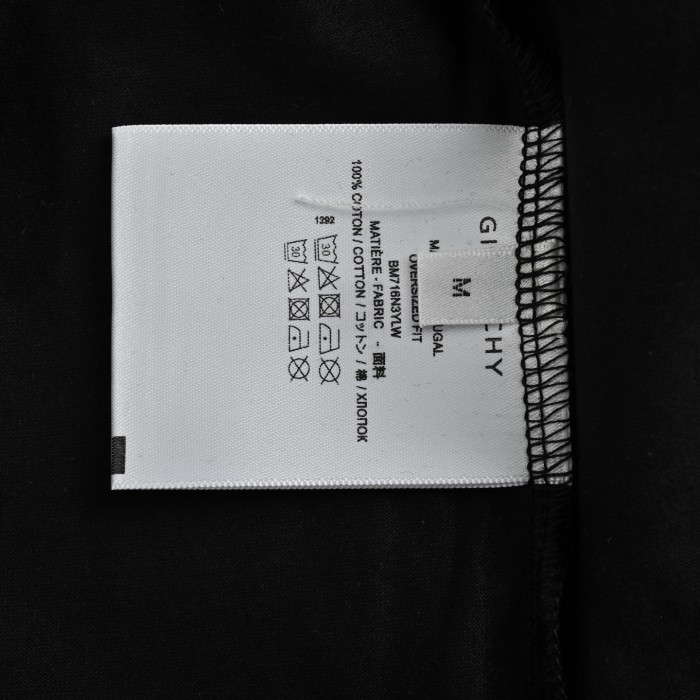 GI
CHY
M
M
UGAL
OVERSIZED FIT
BM716N3YLW
MATIÈRE - FABRIC - 面料
100% COTON / COTTON / コットン / 棉 / ХЛОПОК
1292
30
30